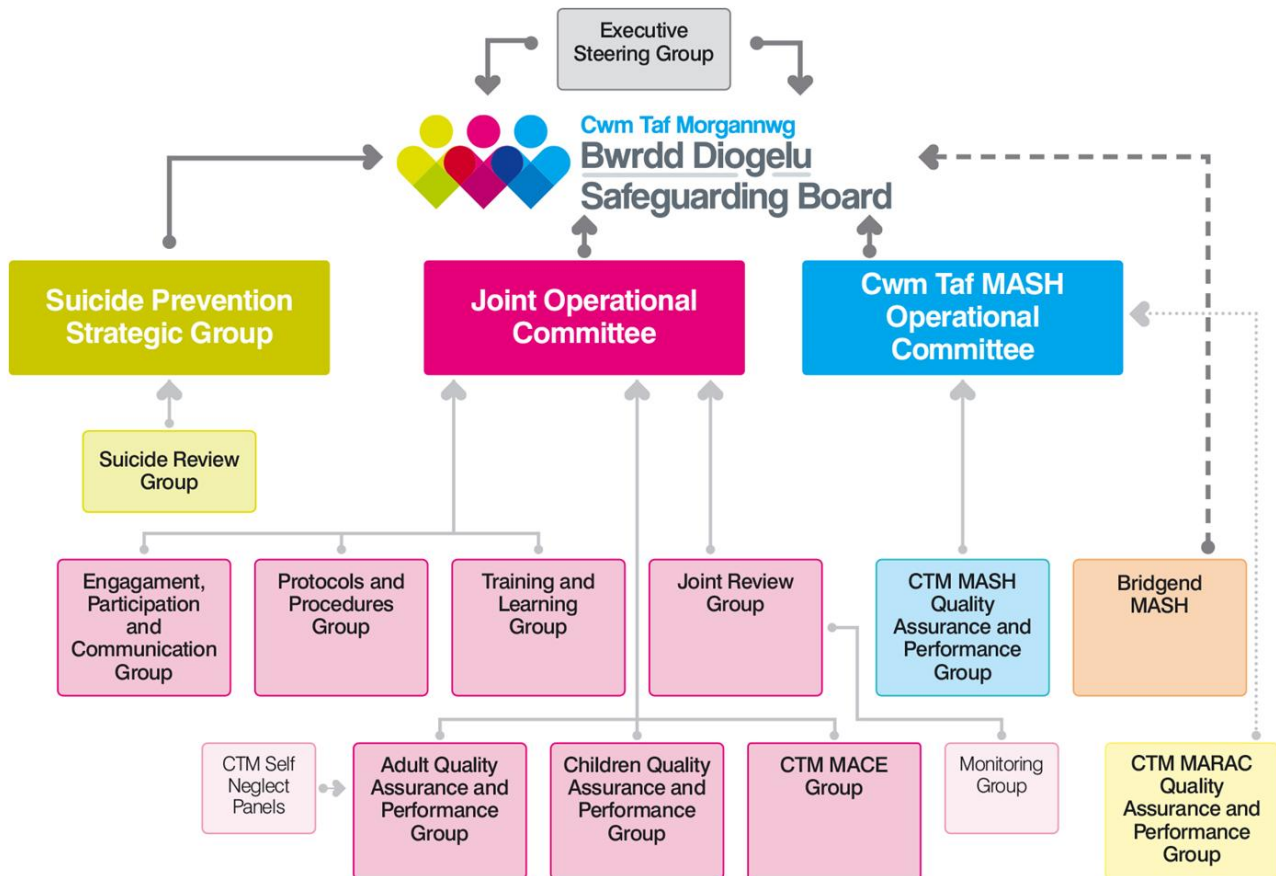 Executive
Steering Group
Cwm Taf Morgannwg
Bwrdd Diogelu
Safeguarding Board
Suicide Prevention
Strategic Group
Joint Operational
Committee
Cwm Taf MASH
Operational
Committee
Suicide Review
Group
Engagament,
Participation
and
Communication
Group
Protocols and
Procedures
Group
Training and
Learning
Group
Joint Review
Group
CTM MASH
Quality
Assurance and
Performance
Group
Bridgend
MASH
CTM Self
Neglect
Panels
Adult Quality
Assurance and
Performance
Group
Children Quality
Assurance and
Performance
Group
CTM MACE
Group
Monitoring
Group
CTM MARAC
Quality
Assurance and
Performance
Group